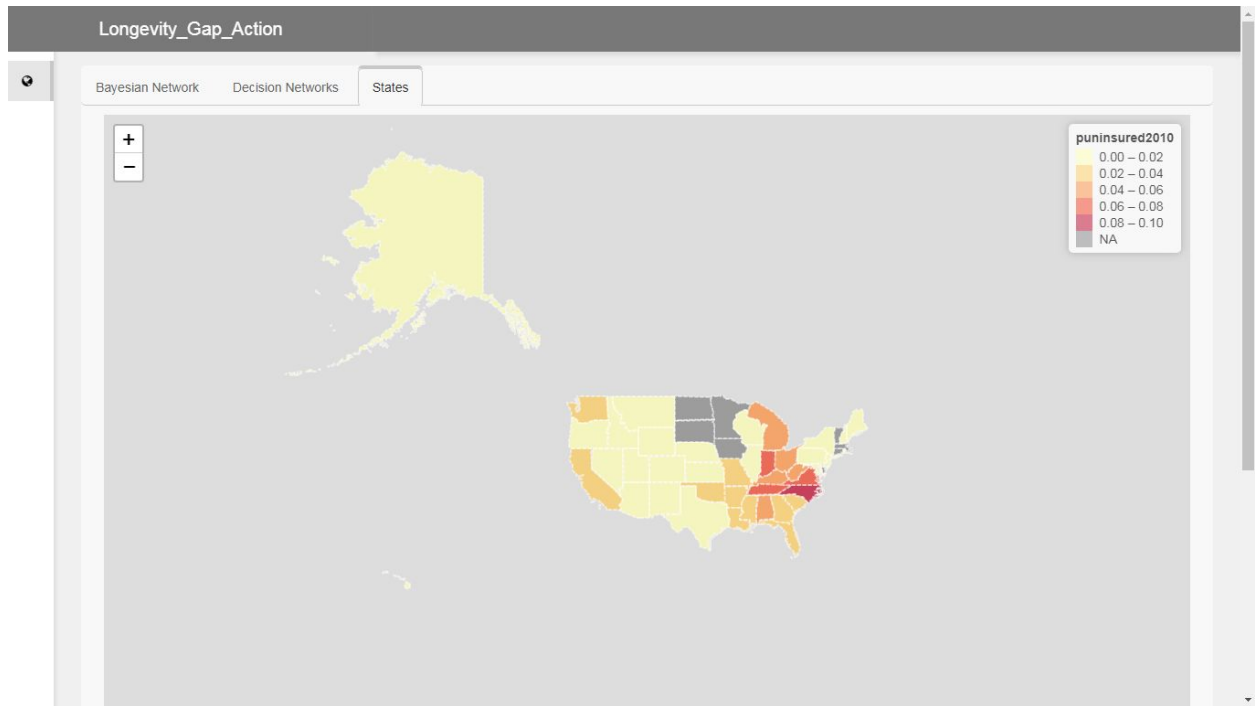 Longevity_Gap_Action
Bayesian Network Decision Networks States
+
−
puninsured2010
0.00 – 0.02
0.02 – 0.04
0.04 – 0.06
0.06 – 0.08
0.08 – 0.10
NA